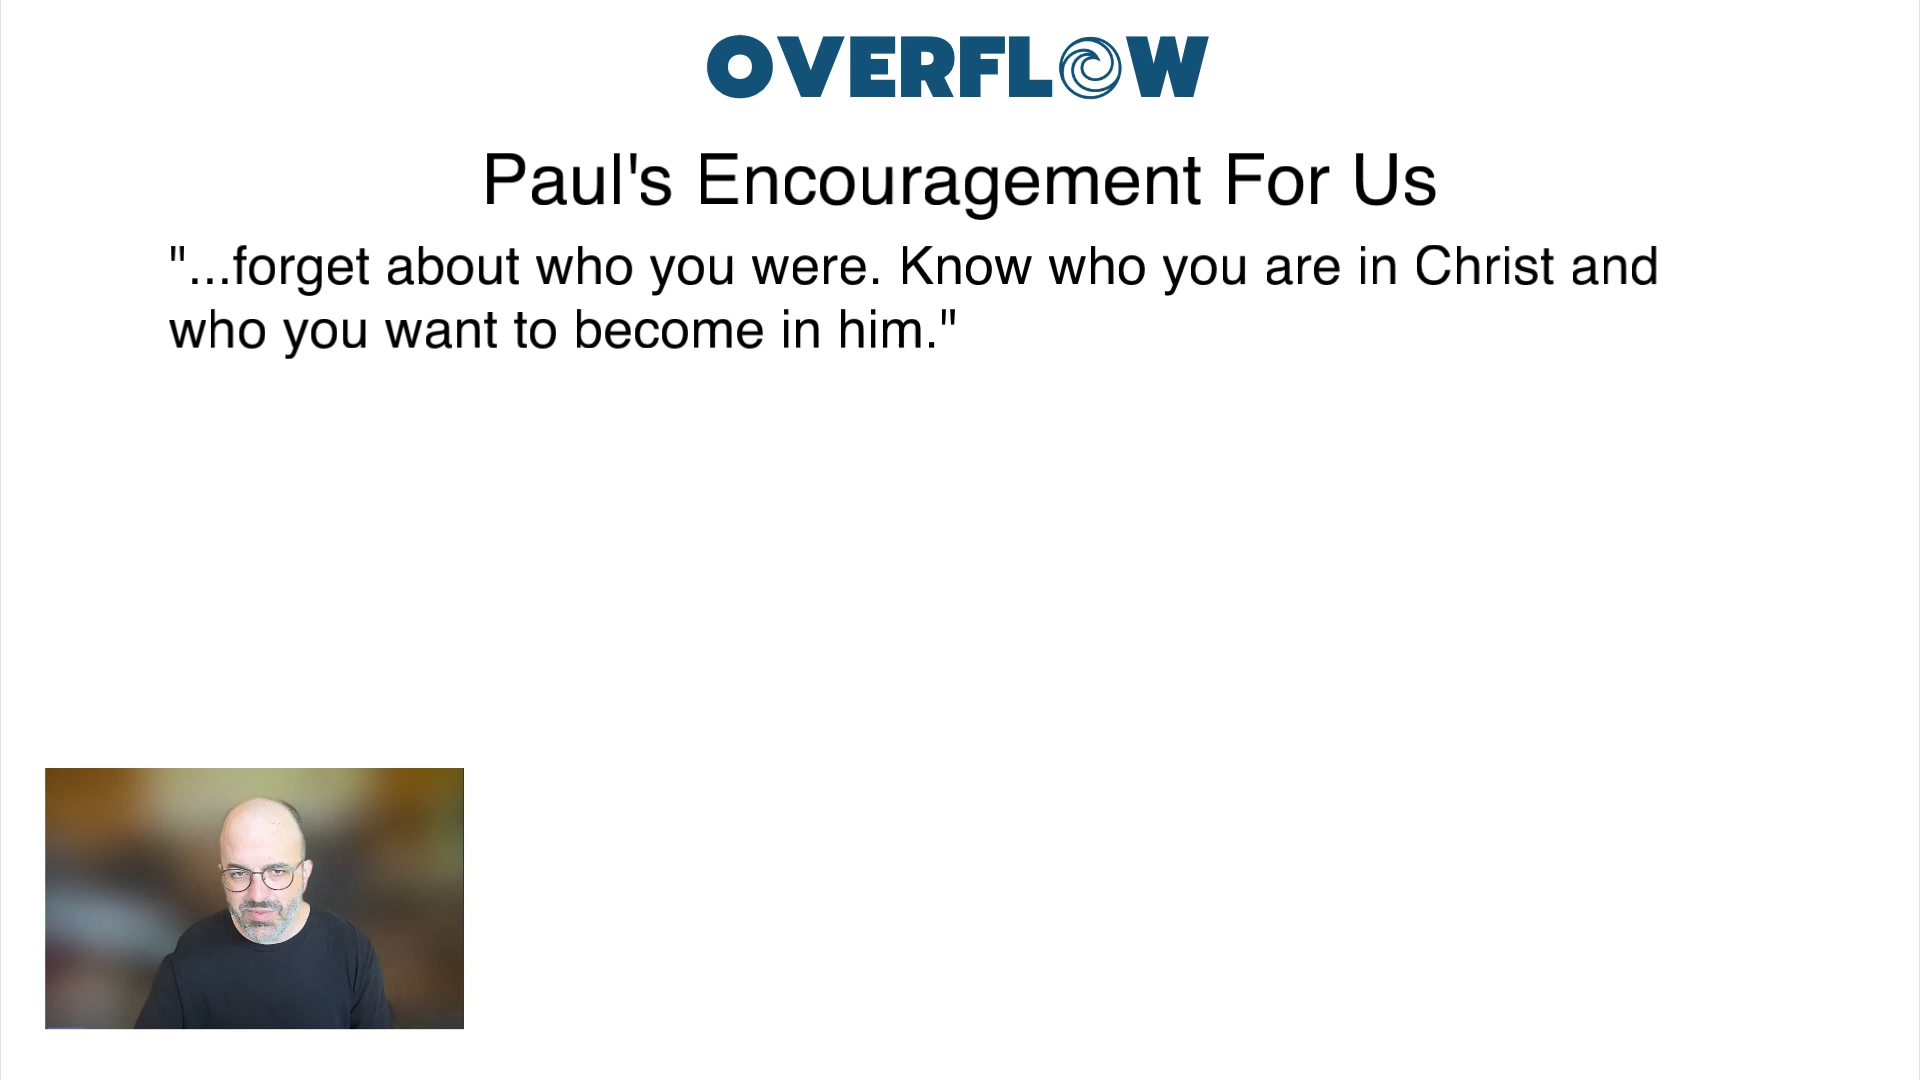 OVERFLOW
Paul's Encouragement For Us
"...forget about who you were. Know who you are in Christ and
who you want to become in him."